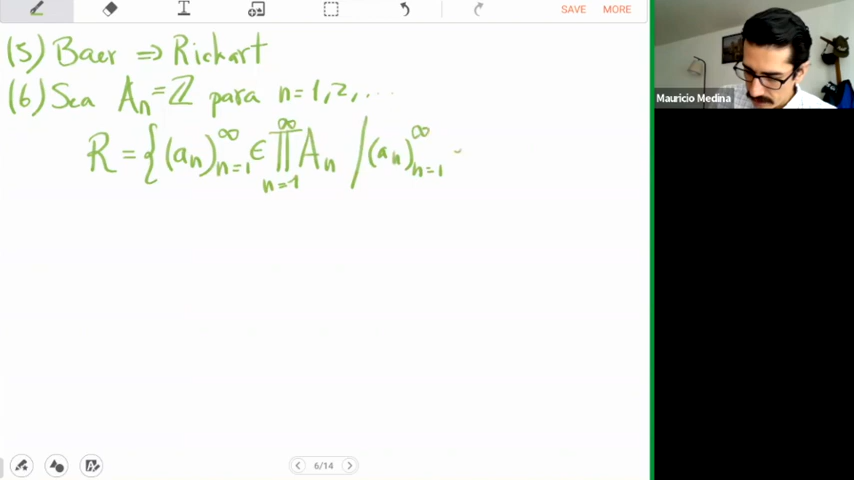 SAVE MORE
(5) Baer ⇒ Rickart
(6) Sea Aₙ = ℤ para n = 1, 2, ...
R = { (aₙ)ₙ₌₁^∞ ∈ ∏ₙ₌₁^∞ Aₙ / (aₙ)ₙ₌₁^∞
Mauricio Medina
6/14